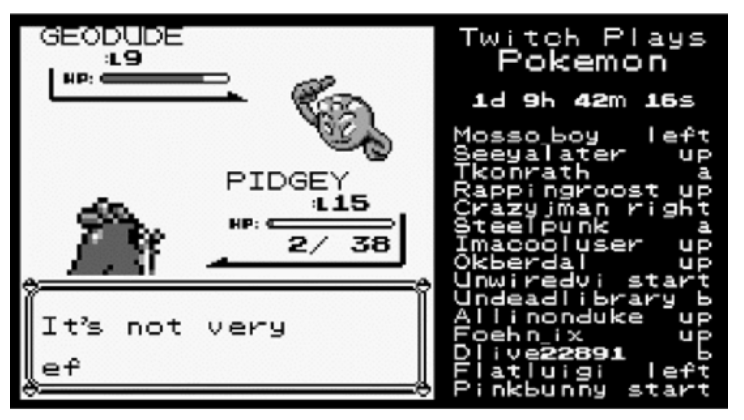 GEODUDE
:L9
HP:
PIDGEY
:L15
HP:
2/ 38
It's not very
ef
Twitch Plays
Pokemon
1d 9h 42m 16s
Mosso_boy left
Seeyalater up
Tkonrath a
Rappingroost up
Crazyjman right
Steelpunk a
Imacooluser up
Okberdal up
Unwiredvi start
Undeadlibrary b
Allinonduke up
Foehn_ix up
Dlive22891 b
Flatluigi left
Pinkbunny start